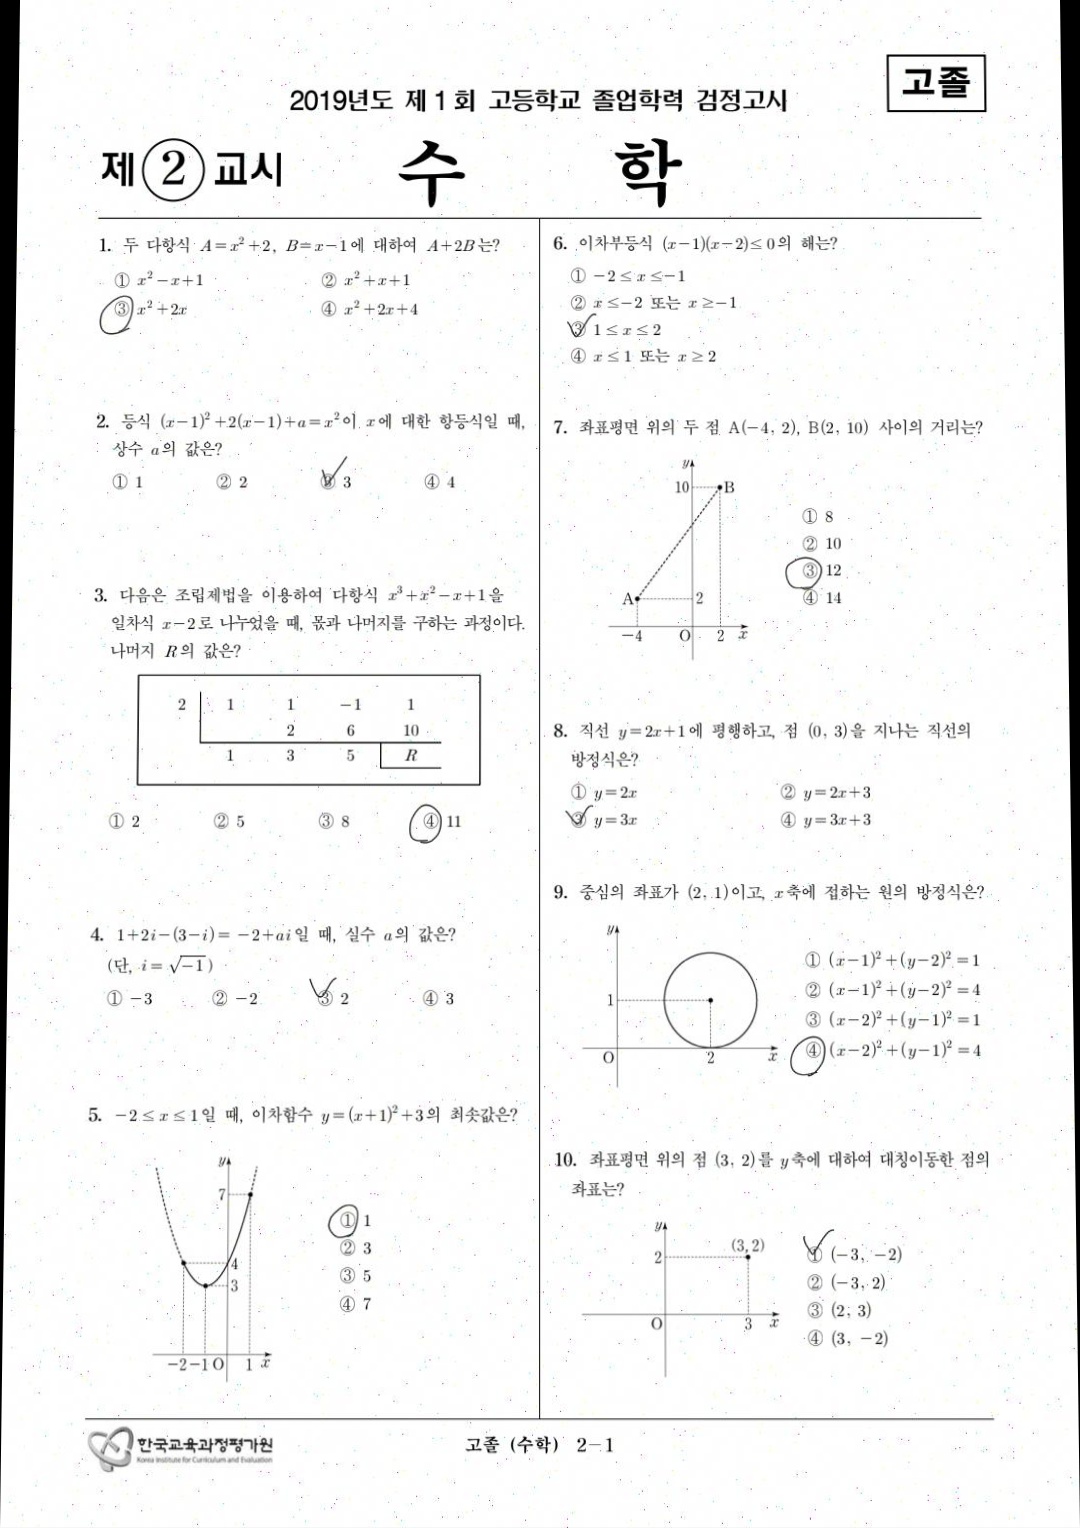 고졸
2019년도 제 1 회 고등학교 졸업학력 검정고시
제 ② 교시 수 학
1. 두 다항식 A=x²+2, B=x−1에 대하여 A+2B는?
① x²−x+1 ② x²+x+1
③ x²+2x ④ x²+2x+4
2. 등식 (x−1)²+2(x−1)+a=x²이 x에 대한 항등식일 때,
상수 a의 값은?
① 1 ② 2 ③ 3 ④ 4
3. 다음은 조립제법을 이용하여 다항식 x³+x²−x+1을
일차식 x−2로 나누었을 때, 몫과 나머지를 구하는 과정이다.
나머지 R의 값은?
2 1 1 −1 1
2 6 10
1 3 5 R
① 2 ② 5 ③ 8 ④ 11
4. 1+2i−(3−i)= −2+ai일 때, 실수 a의 값은?
(단, i= √−1)
① −3 ② −2 ③ 2 ④ 3
5. −2≤x≤1일 때, 이차함수 y=(x+1)²+3의 최솟값은?
y
7
4
3
−2 −1 O 1 x
① 1
② 3
③ 5
④ 7
6. 이차부등식 (x−1)(x−2)≤0의 해는?
① −2≤x≤−1
② x≤−2 또는 x≥−1
③ 1≤x≤2
④ x≤1 또는 x≥2
7. 좌표평면 위의 두 점 A(−4, 2), B(2, 10) 사이의 거리는?
y
10 B
A 2
−4 O 2 x
① 8
② 10
③ 12
④ 14
8. 직선 y=2x+1에 평행하고, 점 (0, 3)을 지나는 직선의
방정식은?
① y=2x ② y=2x+3
③ y=3x ④ y=3x+3
9. 중심의 좌표가 (2, 1)이고, x축에 접하는 원의 방정식은?
y
1
O 2 x
① (x−1)²+(y−2)²=1
② (x−1)²+(y−2)²=4
③ (x−2)²+(y−1)²=1
④ (x−2)²+(y−1)²=4
10. 좌표평면 위의 점 (3, 2)를 y축에 대하여 대칭이동한 점의
좌표는?
y
2 (3, 2)
O 3 x
① (−3, −2)
② (−3, 2)
③ (2, 3)
④ (3, −2)
한국교육과정평가원
Korea Institute for Curriculum and Evaluation
고졸 (수학) 2−1